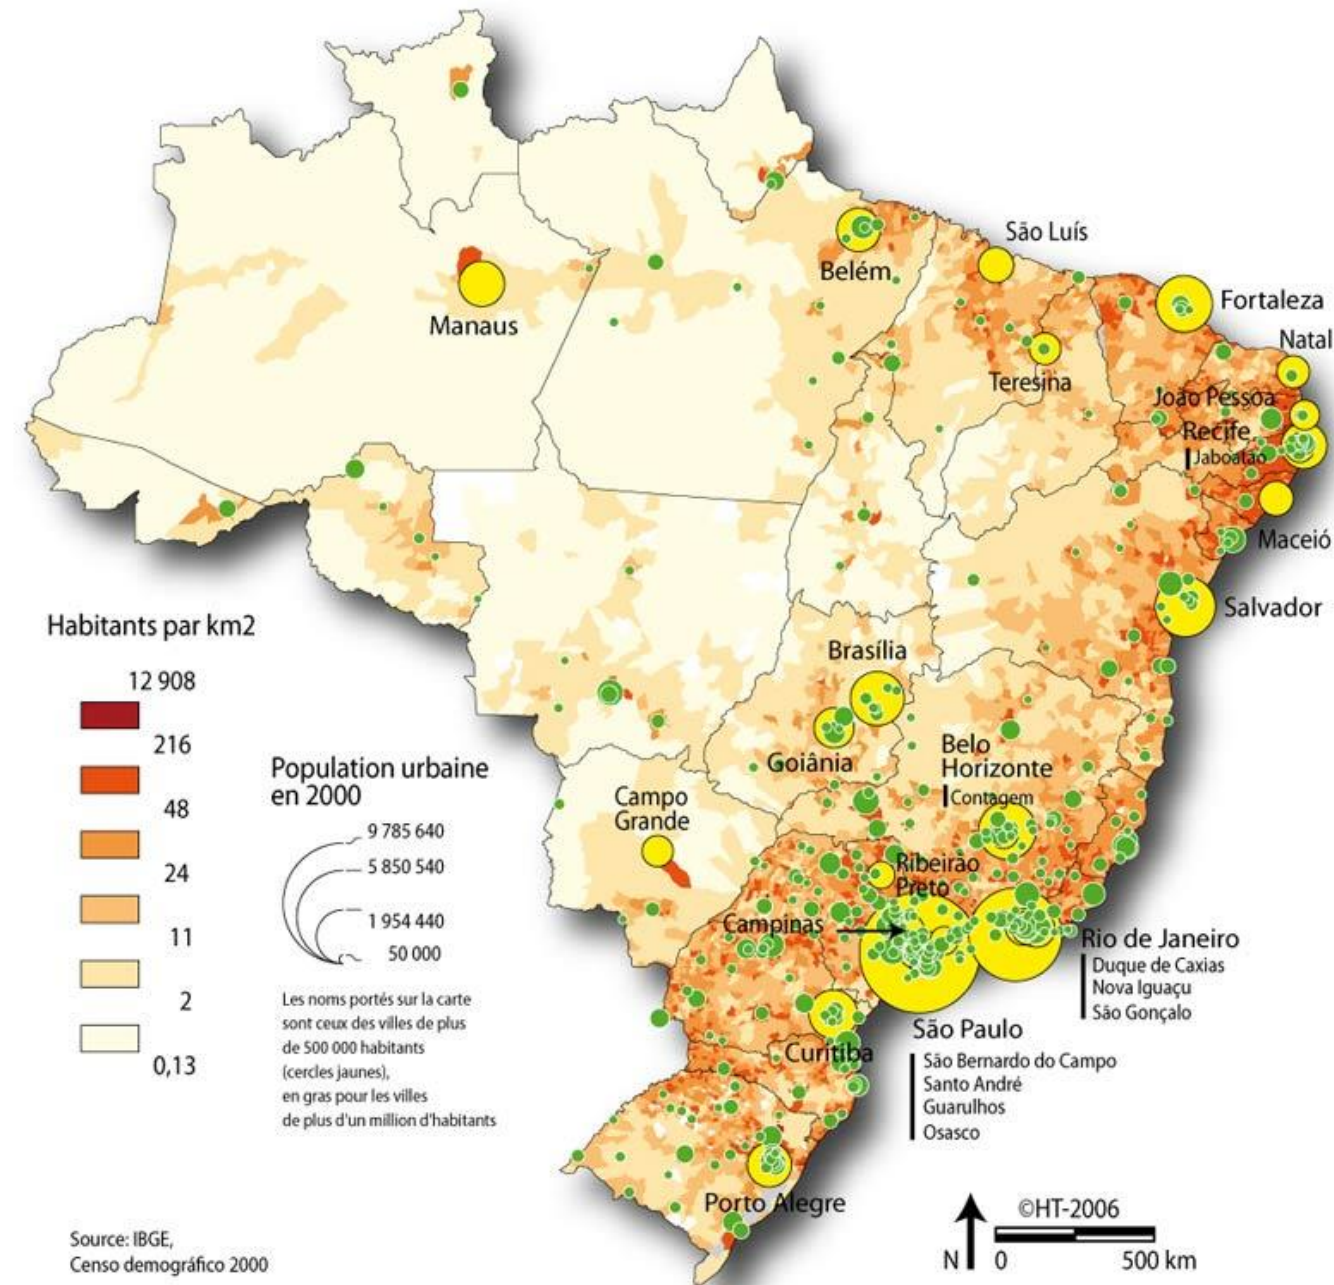 São Luís
Belém
Fortaleza
Manaus
Natal
Teresina
João Pessoa
Recife
Jaboatão
Maceió
Habitants par km2
Salvador
Brasília
12 908
216
Belo
Horizonte
Goiânia
Population urbaine
en 2000
Contagem
Campo
Grande
48
9 785 640
5 850 540
Ribeirão
Preto
24
1 954 440
Campinas
11
50 000
Rio de Janeiro
Duque de Caxias
Nova Iguaçu
São Gonçalo
2
Les noms portés sur la carte
sont ceux des villes de plus
de 500 000 habitants
(cercles jaunes),
en gras pour les villes
de plus d'un million d'habitants
São Paulo
São Bernardo do Campo
Santo André
Guarulhos
Osasco
Curitiba
0,13
Porto Alegre
©HT-2006
N 0 500 km
Source: IBGE,
Censo demográfico 2000